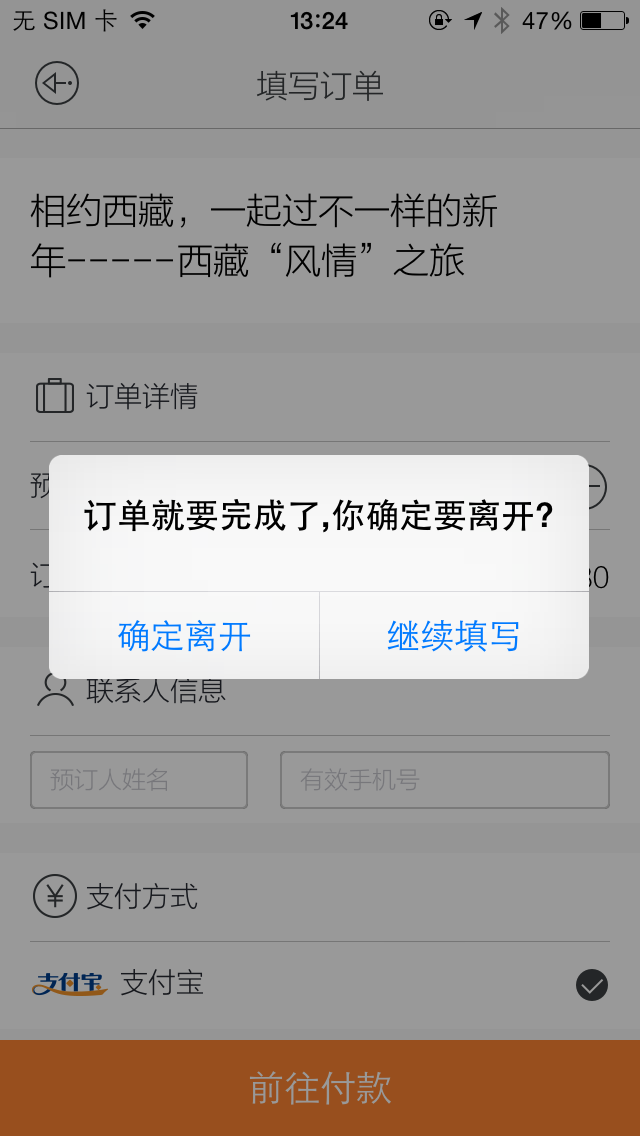 无 SIM 卡
13:24
47%
填写订单
相约西藏，一起过不一样的新
年-----西藏“风情”之旅
订单详情
预
订单就要完成了,你确定要离开?
确定离开
继续填写
联系人信息
预订人姓名
有效手机号
¥ 支付方式
支付宝 支付宝
前往付款